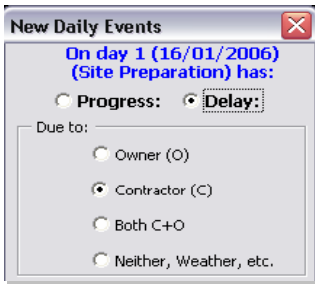 New Daily Events
On day 1 (16/01/2006)
(Site Preparation) has:
Progress: Delay:
Due to:
Owner (O)
Contractor (C)
Both C+O
Neither, Weather, etc.